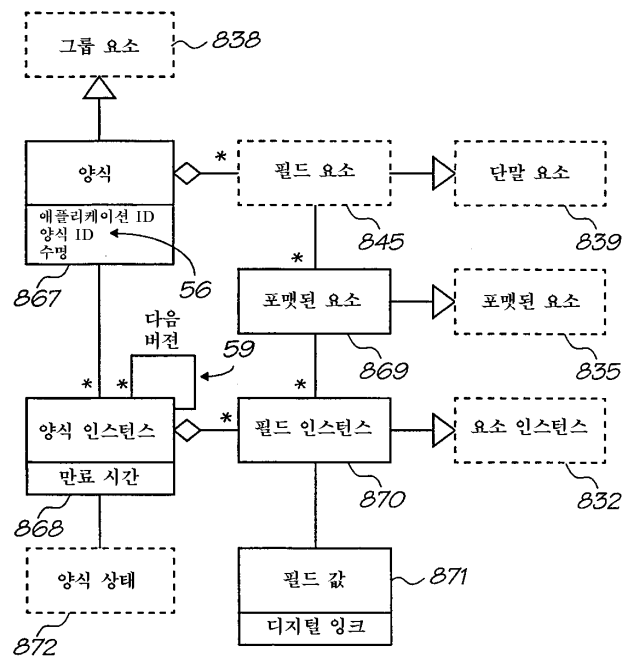 그룹 요소
838
양식
*
필드 요소
단말 요소
애플리케이션 ID
양식 ID
수명
867
56
845
839
*
포맷된 요소
포맷된 요소
다음
버젼
59
869
835
*
*
*
양식 인스턴스
*
필드 인스턴스
요소 인스턴스
만료 시간
868
870
832
양식 상태
872
필드 값
871
디지털 잉크